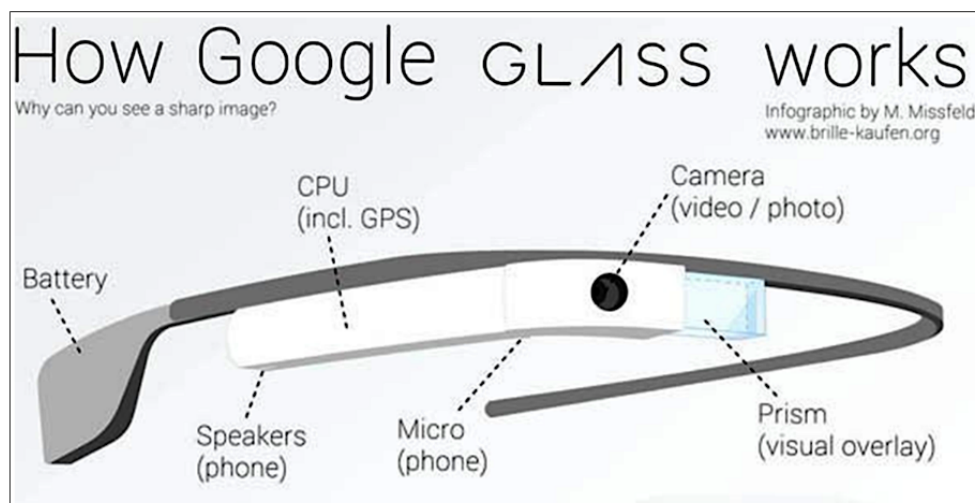 How Google GLASS works
Why can you see a sharp image?
Infographic by M. Missfeld
www.brille-kaufen.org
Camera
(video / photo)
CPU
(incl. GPS)
Battery
Speakers
(phone)
Micro
(phone)
Prism
(visual overlay)